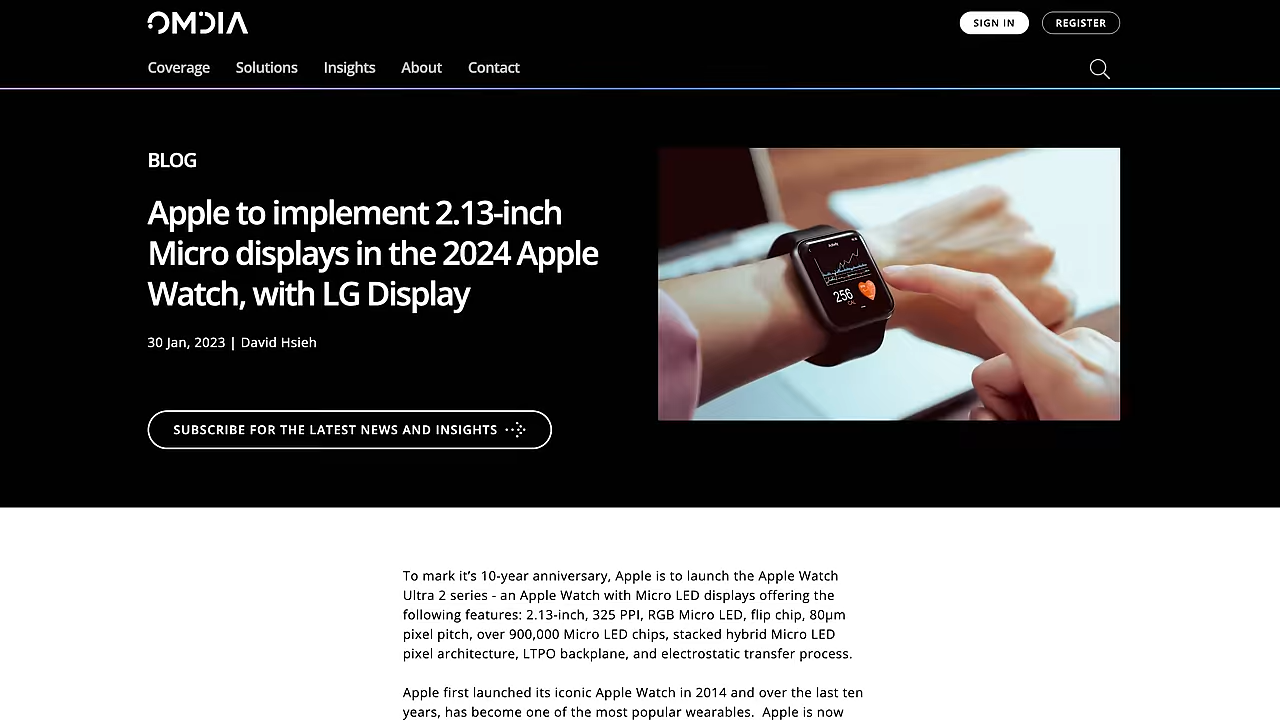 OMDIA
SIGN IN
REGISTER
Coverage
Solutions
Insights
About
Contact
BLOG
Apple to implement 2.13-inch
Micro displays in the 2024 Apple
Watch, with LG Display
30 Jan, 2023 | David Hsieh
SUBSCRIBE FOR THE LATEST NEWS AND INSIGHTS
Activity
256
CAL
To mark it’s 10-year anniversary, Apple is to launch the Apple Watch
Ultra 2 series - an Apple Watch with Micro LED displays offering the
following features: 2.13-inch, 325 PPI, RGB Micro LED, flip chip, 80µm
pixel pitch, over 900,000 Micro LED chips, stacked hybrid Micro LED
pixel architecture, LTPO backplane, and electrostatic transfer process.
Apple first launched its iconic Apple Watch in 2014 and over the last ten
years, has become one of the most popular wearables.  Apple is now